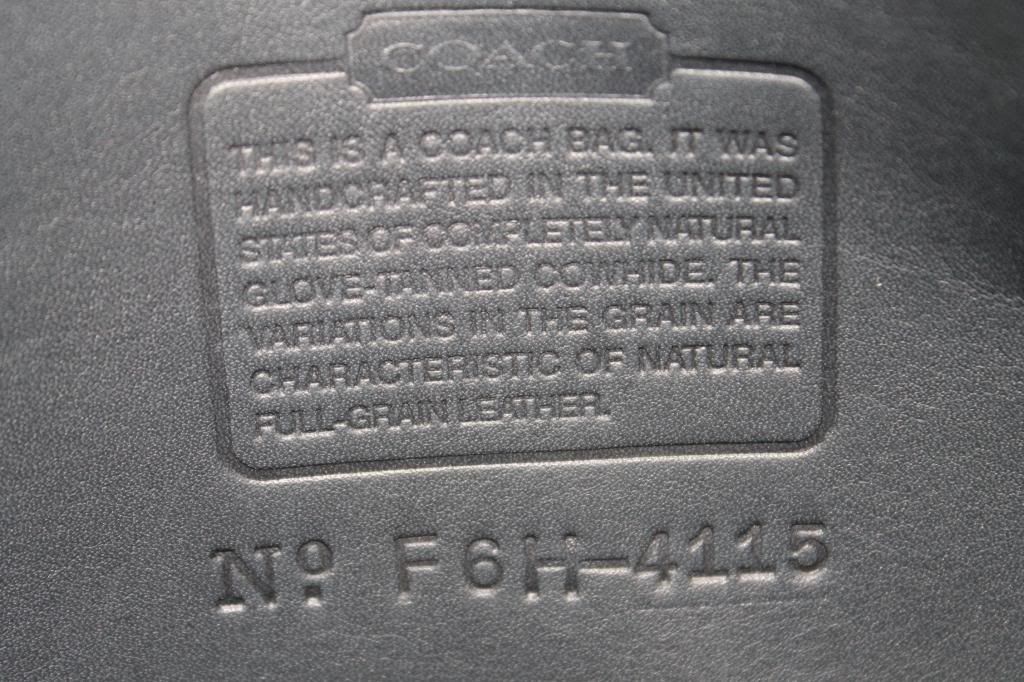 COACH
THIS IS A COACH BAG. IT WAS
HANDCRAFTED IN THE UNITED
STATES OF COMPLETELY NATURAL
GLOVE-TANNED COWHIDE. THE
VARIATIONS IN THE GRAIN ARE
CHARACTERISTIC OF NATURAL
FULL-GRAIN LEATHER.
Nº F6H-4115